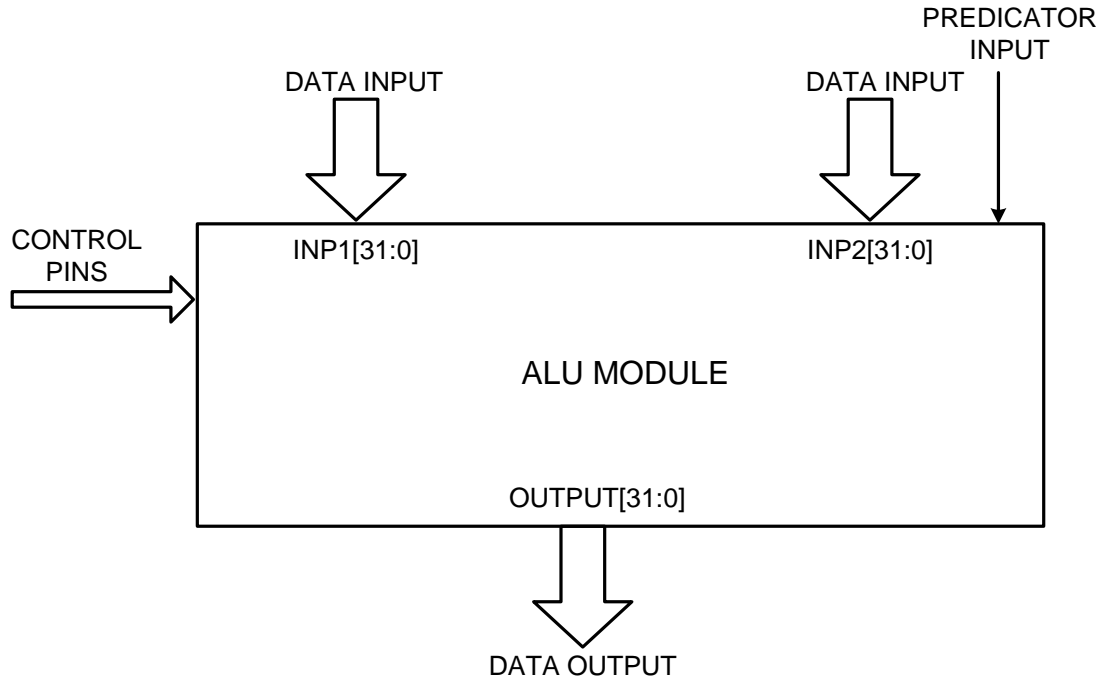 PREDICATOR
INPUT
DATA INPUT
DATA INPUT
CONTROL
PINS
INP1[31:0]
INP2[31:0]
ALU MODULE
OUTPUT[31:0]
DATA OUTPUT